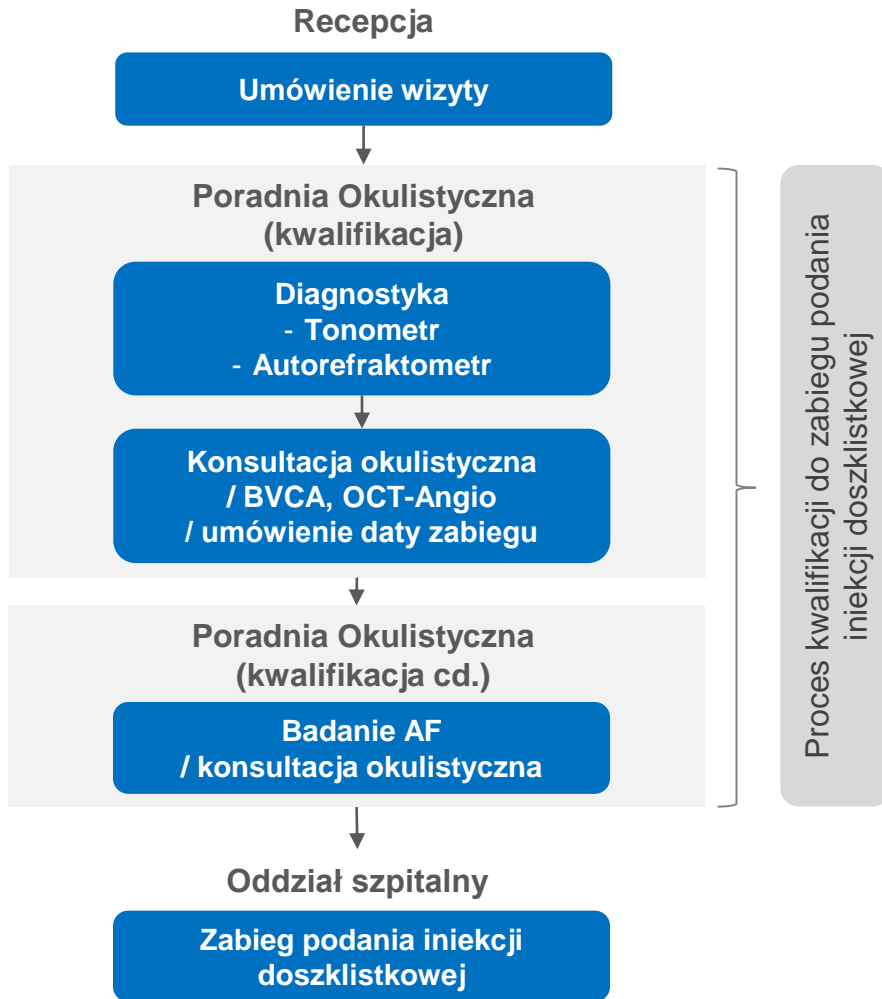 Recepcja
Umówienie wizyty
Poradnia Okulistyczna
(kwalifikacja)
Diagnostyka
- Tonometr
- Autorefraktometr
Konsultacja okulistyczna
/ BVCA, OCT-Angio
/ umówienie daty zabiegu
Poradnia Okulistyczna
(kwalifikacja cd.)
Badanie AF
/ konsultacja okulistyczna
Oddział szpitalny
Zabieg podania iniekcji
doszklistkowej
Proces kwalifikacji do zabiegu podania
iniekcji doszklistkowej